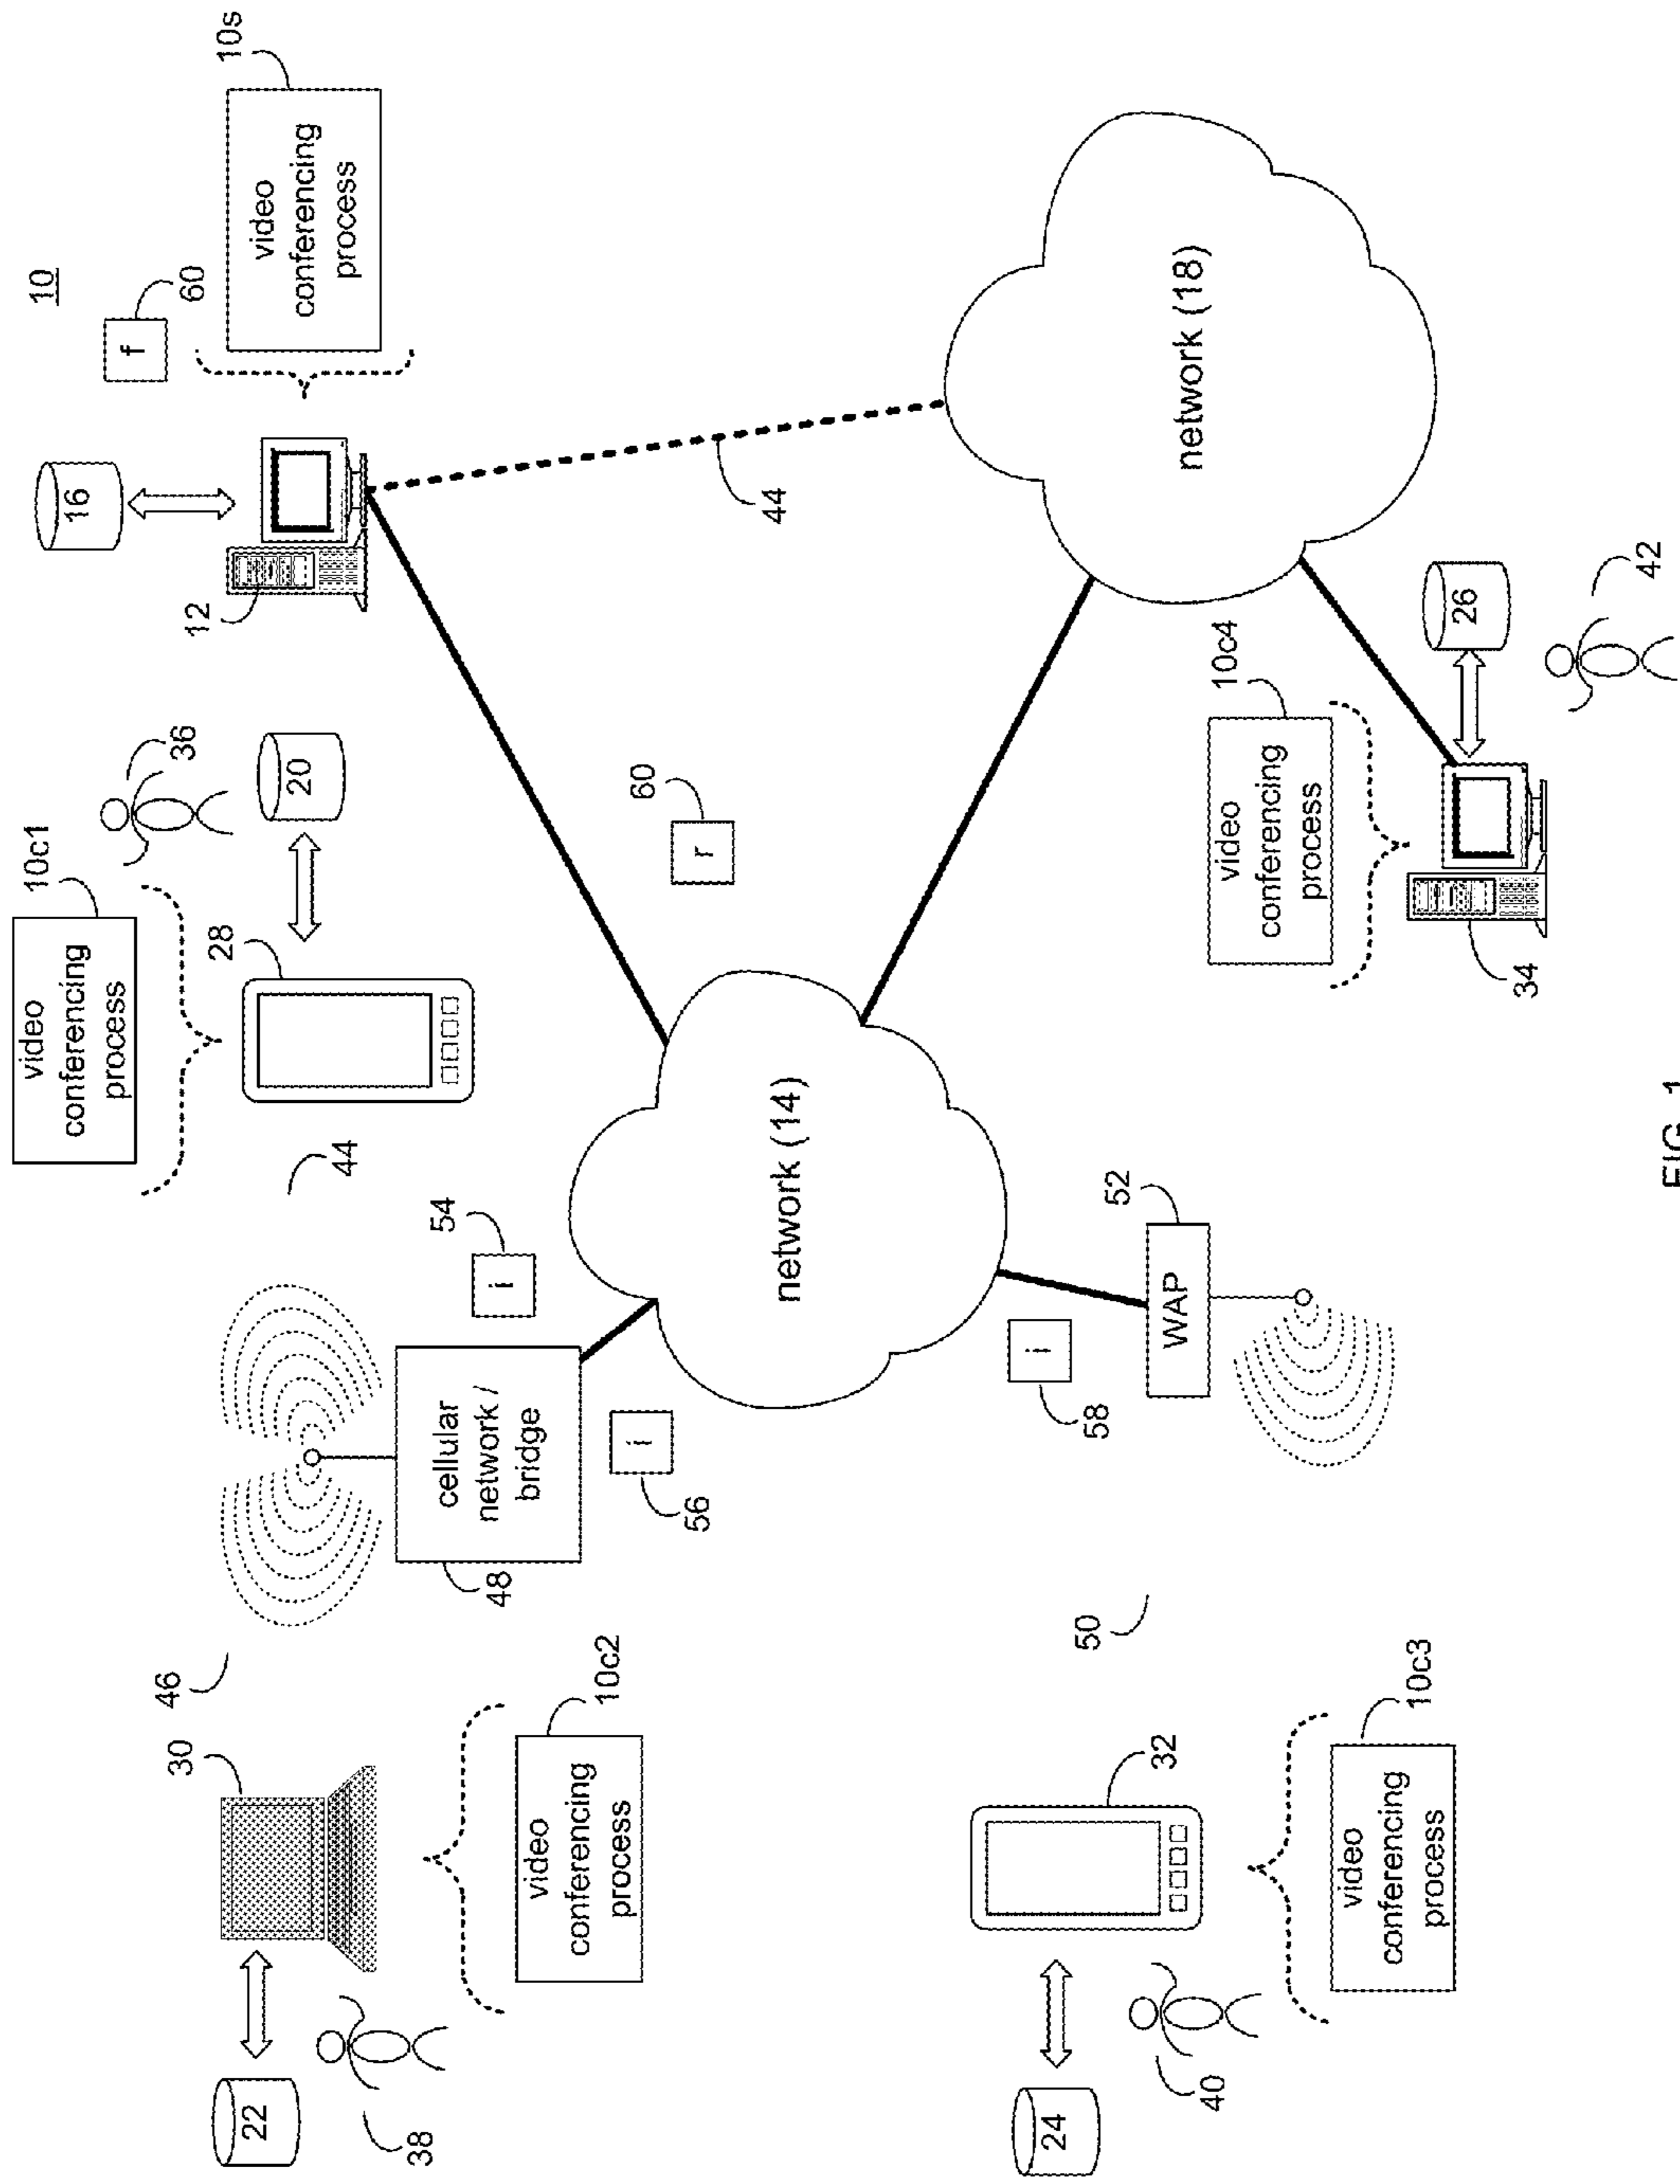 10
10s
60
f
video
conferencing
process
16
12
10c1
video
conferencing
process
36
20
28
44
46
30
22
38
10c2
video
conferencing
process
cellular
network /
bridge
48
54
i
56
i
60
r
44
network (14)
network (18)
58
i
52
WAP
50
32
24
40
10c3
video
conferencing
process
10c4
video
conferencing
process
26
42
34
FIG. 1